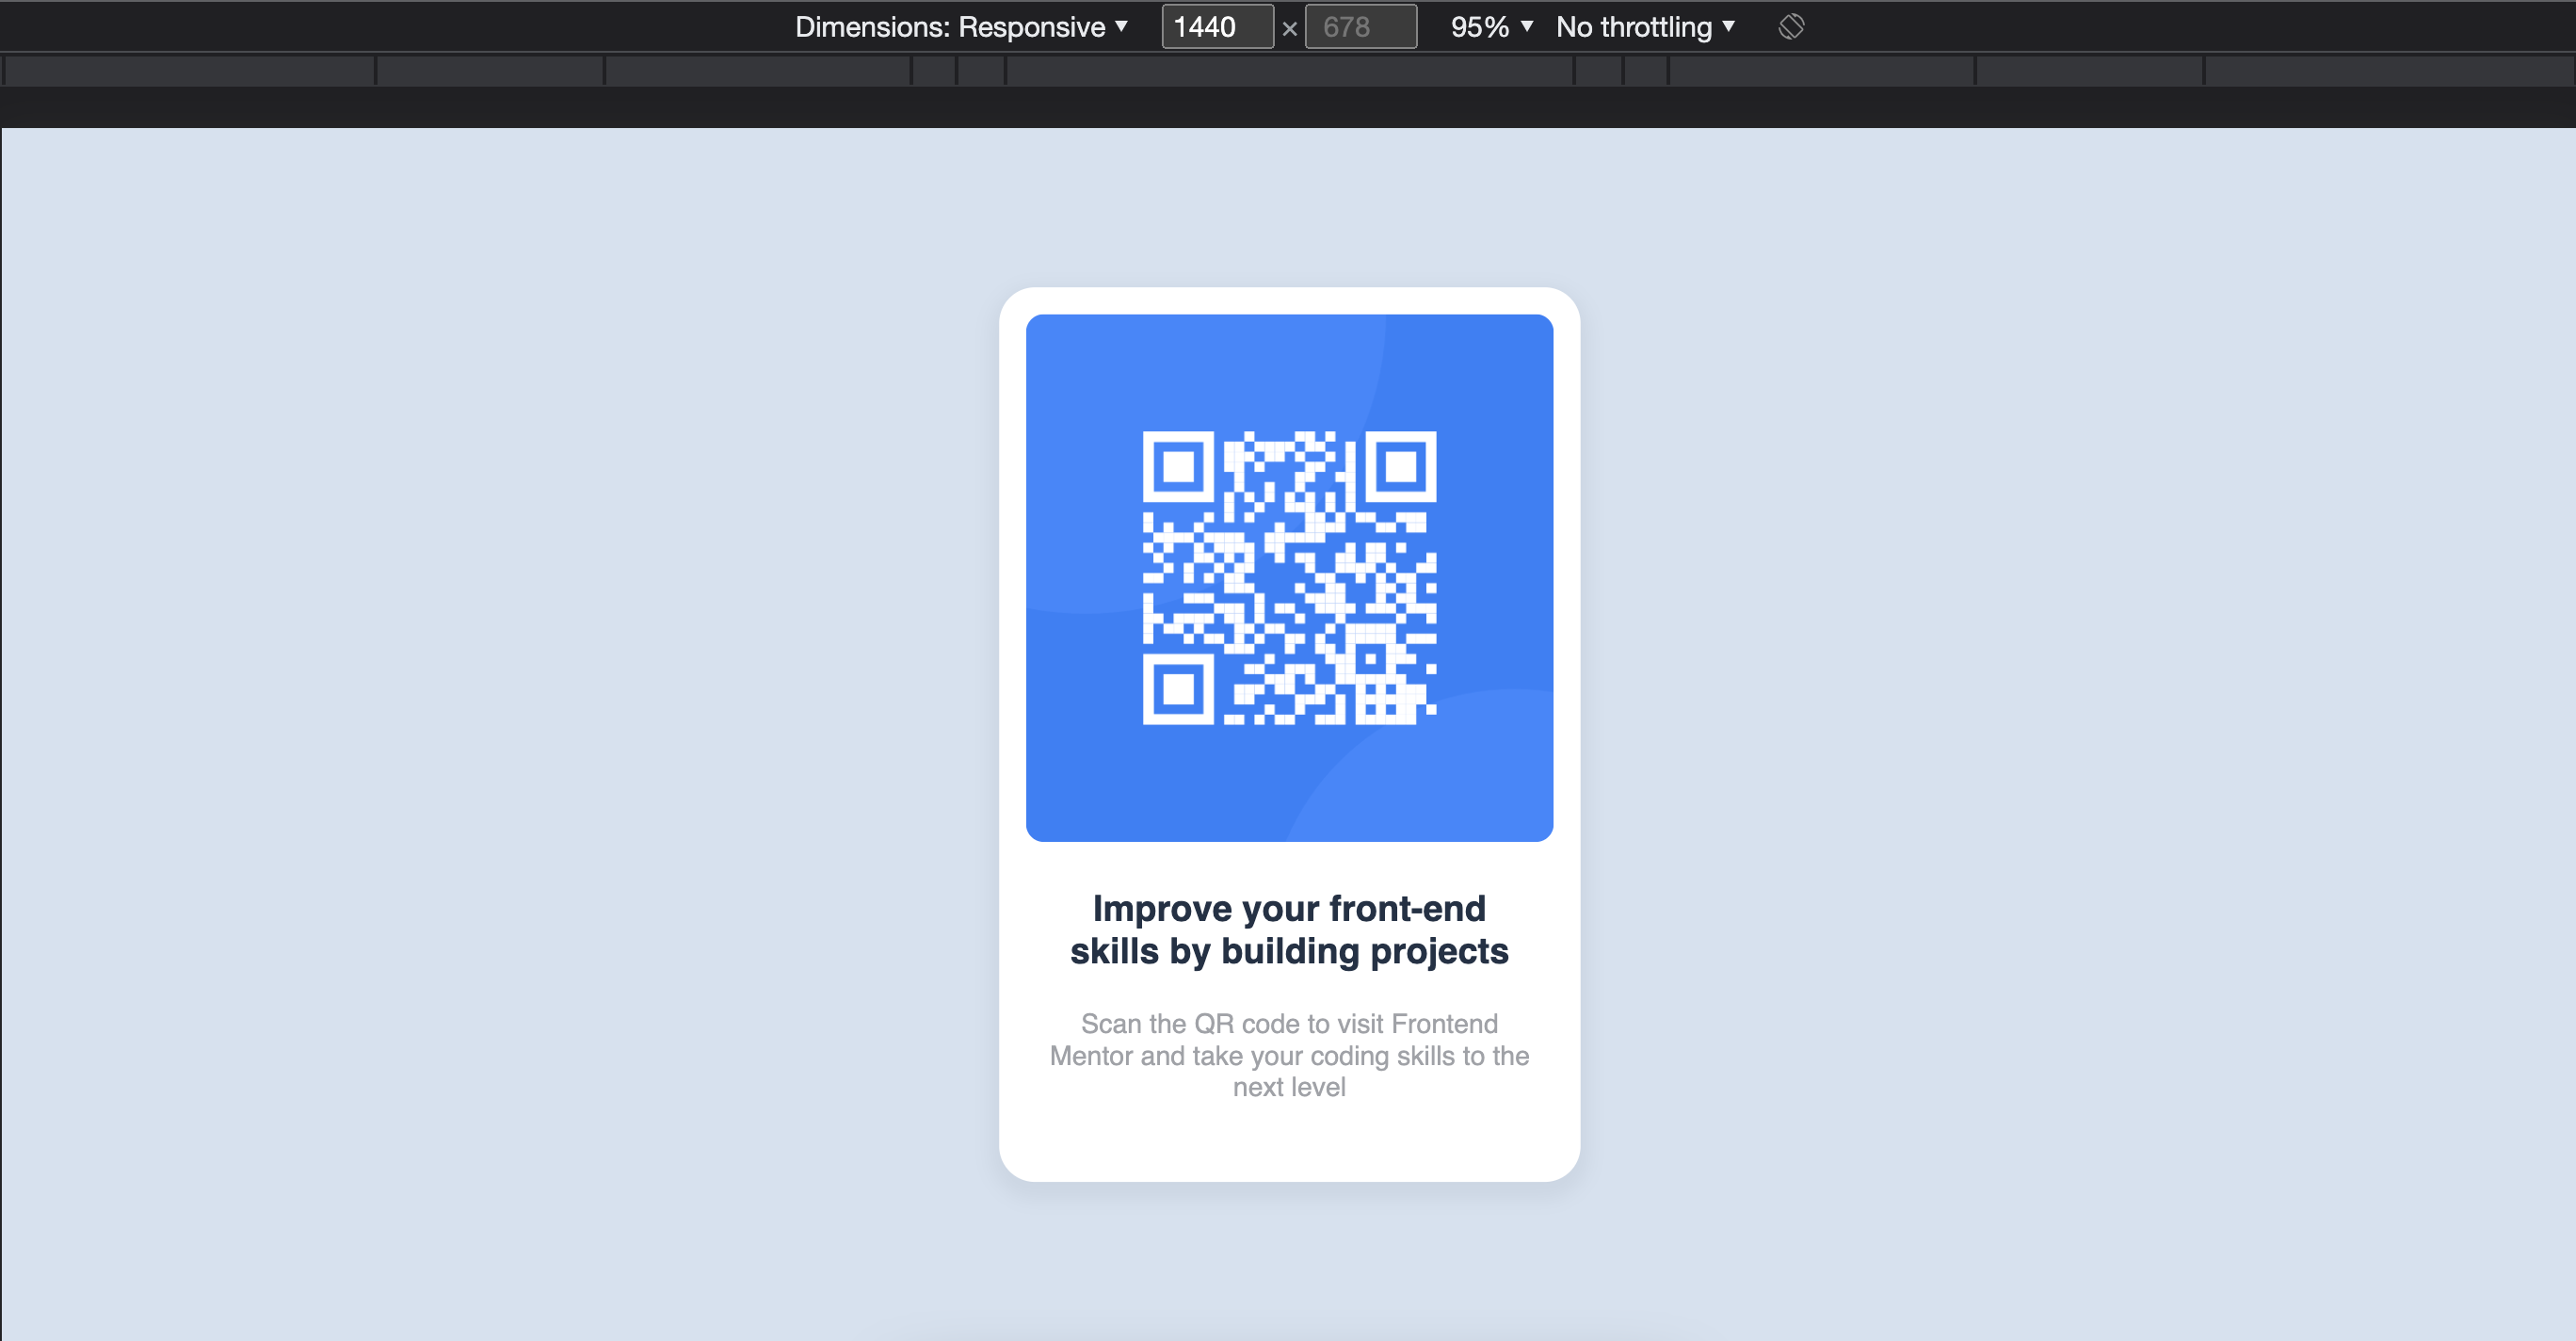 Dimensions: Responsive ▼ 1440 × 678 95% ▼ No throttling ▼
Improve your front-end
skills by building projects
Scan the QR code to visit Frontend
Mentor and take your coding skills to the
next level